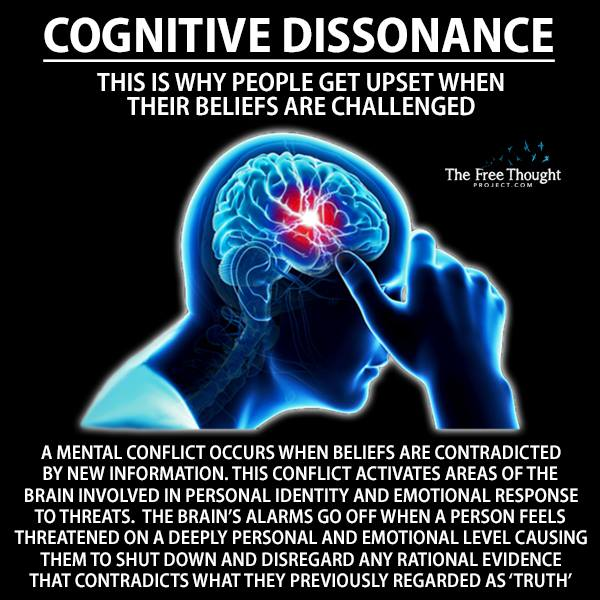 COGNITIVE DISSONANCE
THIS IS WHY PEOPLE GET UPSET WHEN
THEIR BELIEFS ARE CHALLENGED
The Free Thought
PROJECT.COM
A MENTAL CONFLICT OCCURS WHEN BELIEFS ARE CONTRADICTED
BY NEW INFORMATION. THIS CONFLICT ACTIVATES AREAS OF THE
BRAIN INVOLVED IN PERSONAL IDENTITY AND EMOTIONAL RESPONSE
TO THREATS. THE BRAIN'S ALARMS GO OFF WHEN A PERSON FEELS
THREATENED ON A DEEPLY PERSONAL AND EMOTIONAL LEVEL CAUSING
THEM TO SHUT DOWN AND DISREGARD ANY RATIONAL EVIDENCE
THAT CONTRADICTS WHAT THEY PREVIOUSLY REGARDED AS 'TRUTH'